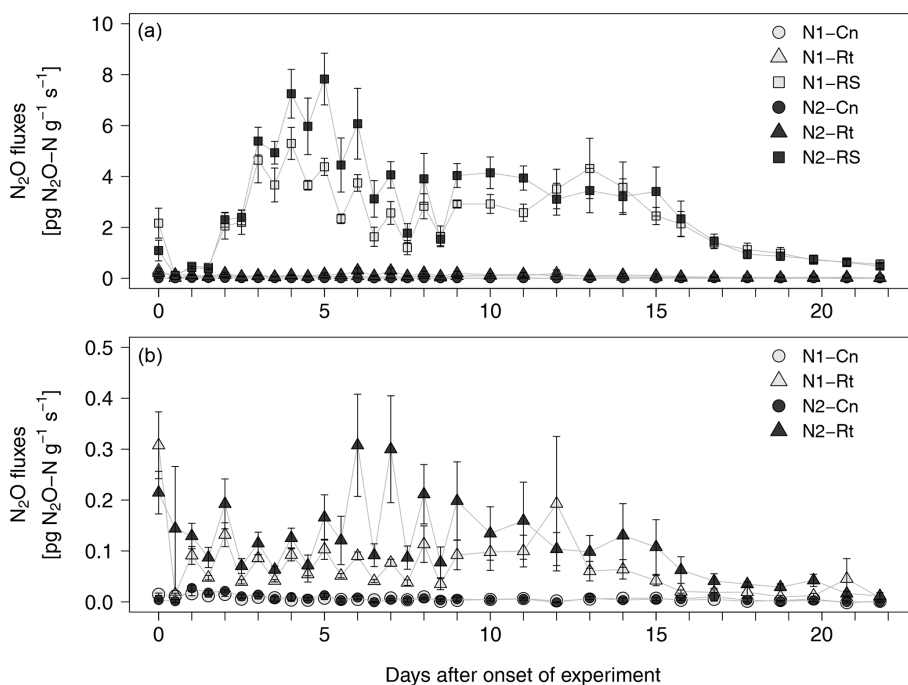 (a)
10
8
6
4
2
0
N₂O fluxes
[pg N₂O−N g⁻¹ s⁻¹]
N1−Cn
N1−Rt
N1−RS
N2−Cn
N2−Rt
N2−RS
0 5 10 15 20
(b)
0.5
0.4
0.3
0.2
0.1
0.0
N₂O fluxes
[pg N₂O−N g⁻¹ s⁻¹]
N1−Cn
N1−Rt
N2−Cn
N2−Rt
0 5 10 15 20
Days after onset of experiment